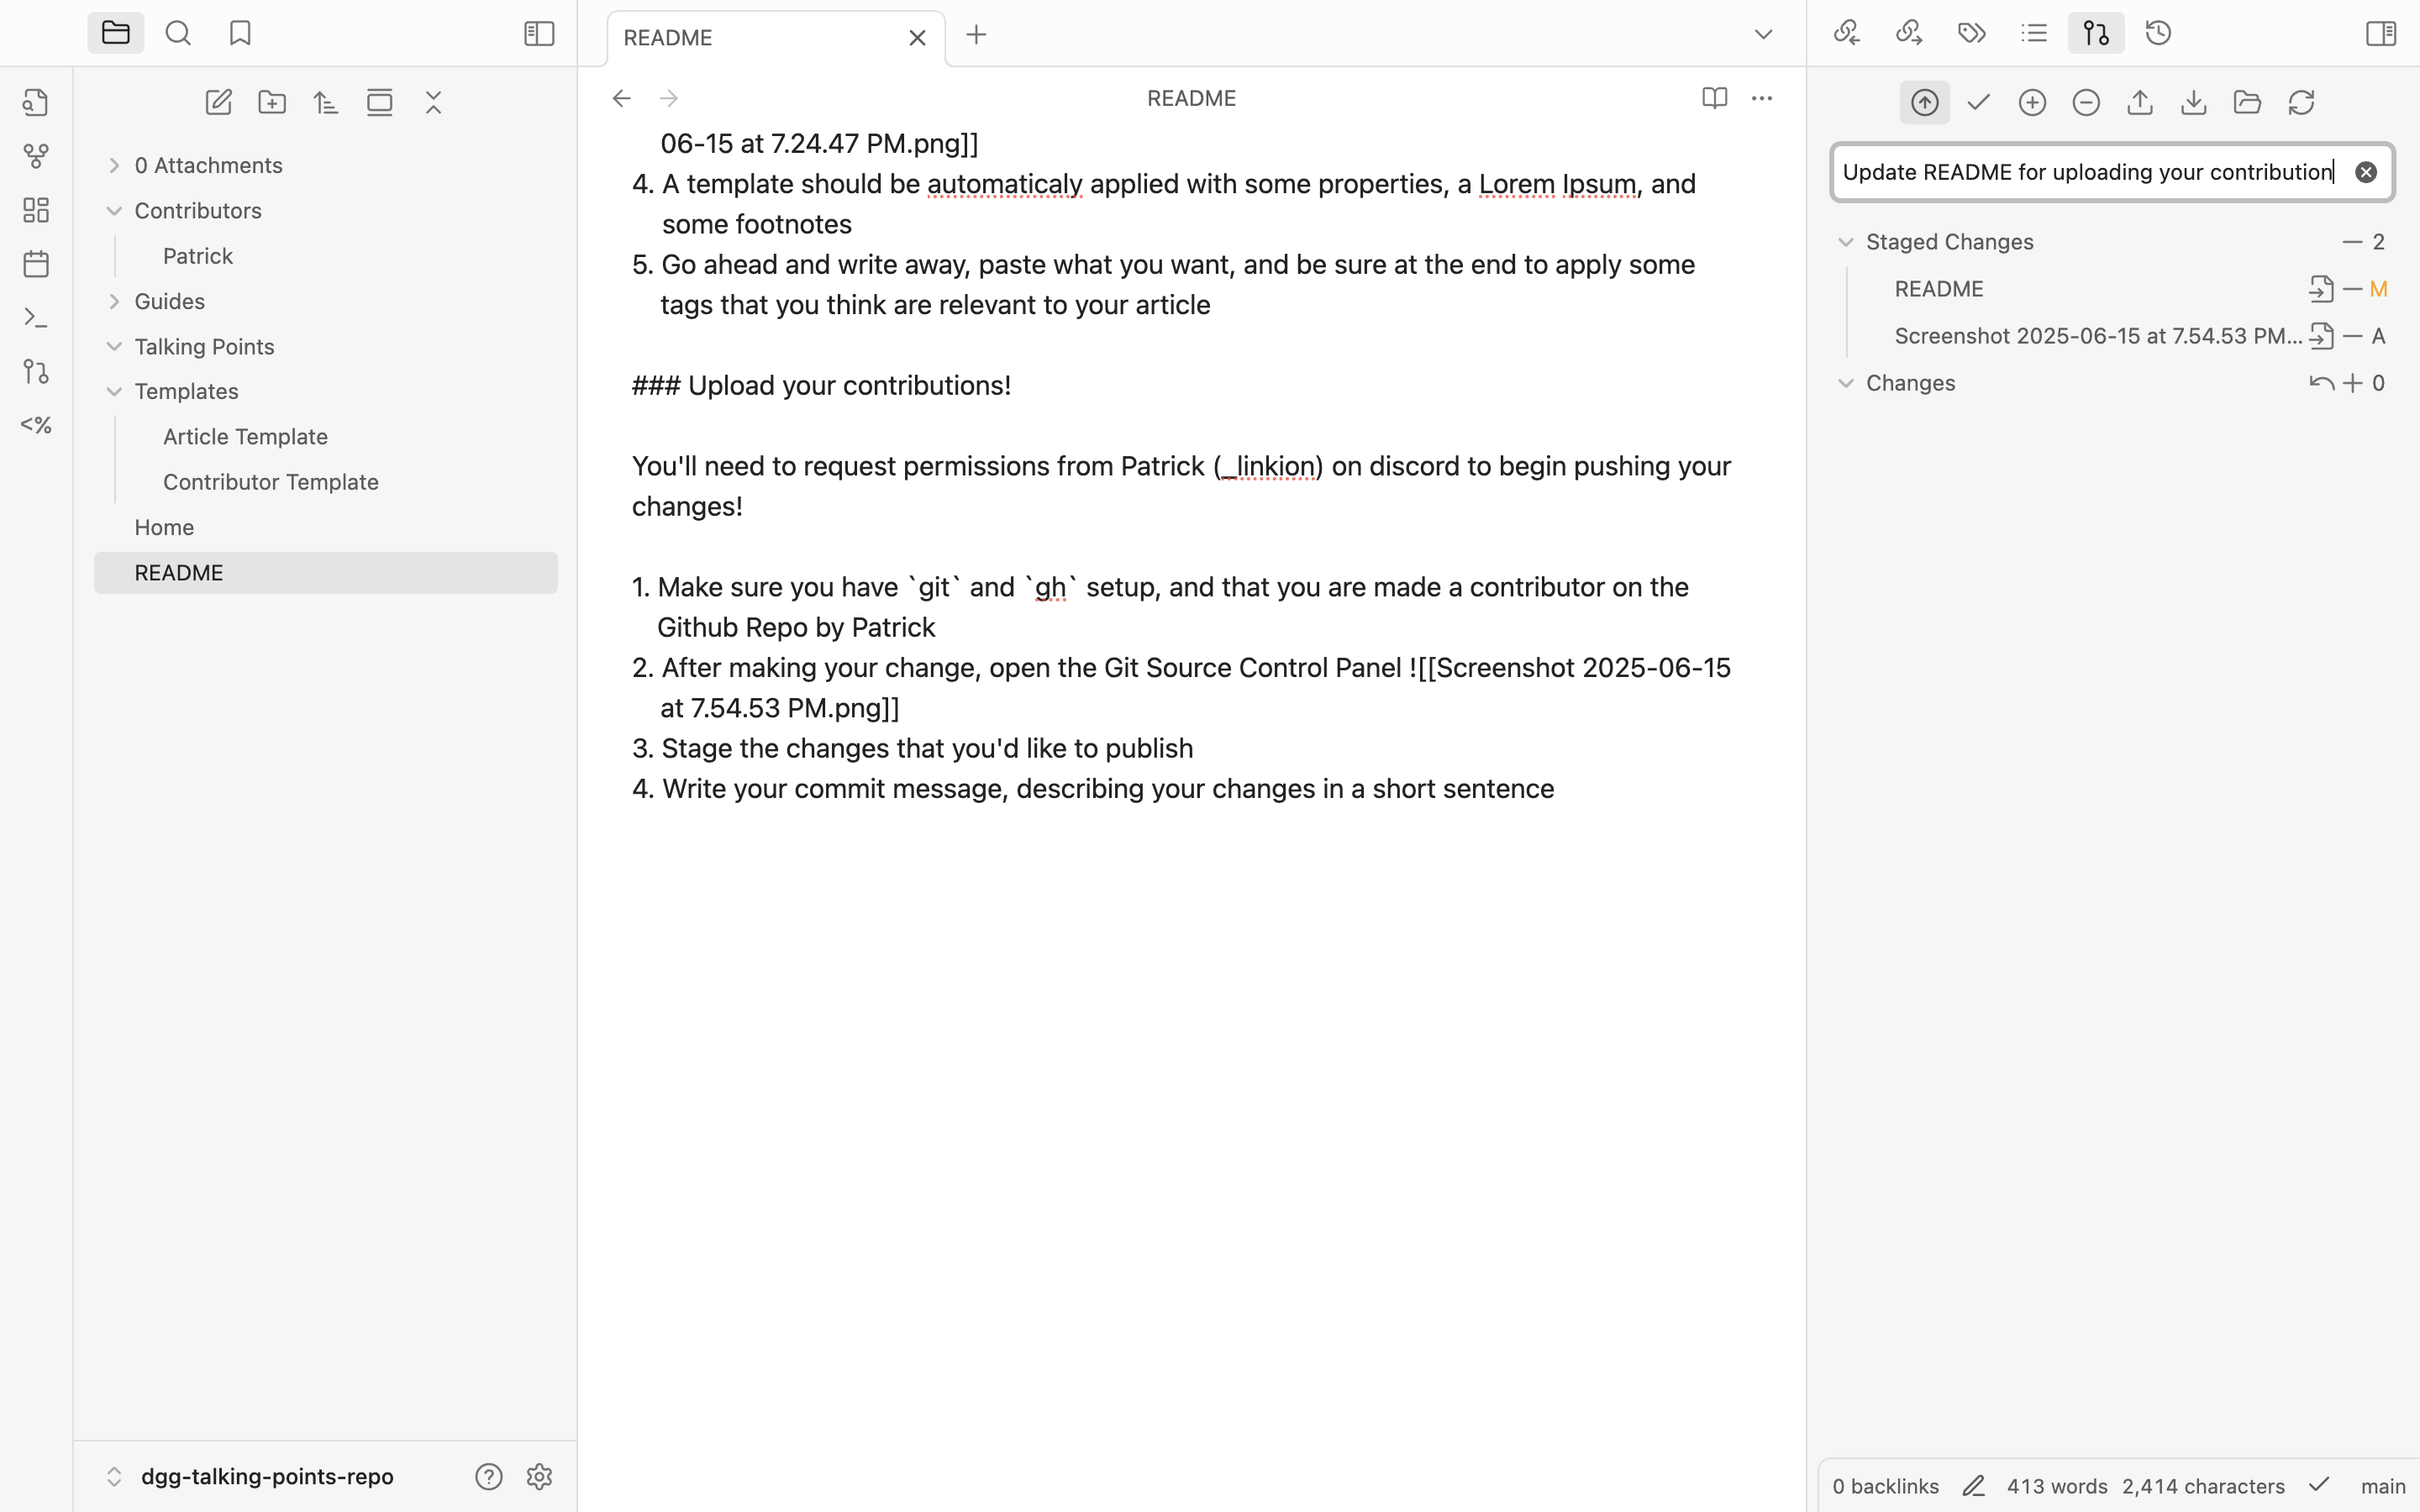 README
0 Attachments
Contributors
Patrick
Guides
Talking Points
Templates
Article Template
Contributor Template
Home
README
<%
dgg-talking-points-repo
README
06-15 at 7.24.47 PM.png]]
4. A template should be automaticaly applied with some properties, a Lorem Ipsum, and
some footnotes
5. Go ahead and write away, paste what you want, and be sure at the end to apply some
tags that you think are relevant to your article
### Upload your contributions!
You'll need to request permissions from Patrick (_linkion) on discord to begin pushing your
changes!
1. Make sure you have `git` and `gh` setup, and that you are made a contributor on the
Github Repo by Patrick
2. After making your change, open the Git Source Control Panel ![[Screenshot 2025-06-15
at 7.54.53 PM.png]]
3. Stage the changes that you'd like to publish
4. Write your commit message, describing your changes in a short sentence
Update README for uploading your contribution
Staged Changes 2
README M
Screenshot 2025-06-15 at 7.54.53 PM... A
Changes 0
0 backlinks 413 words 2,414 characters main